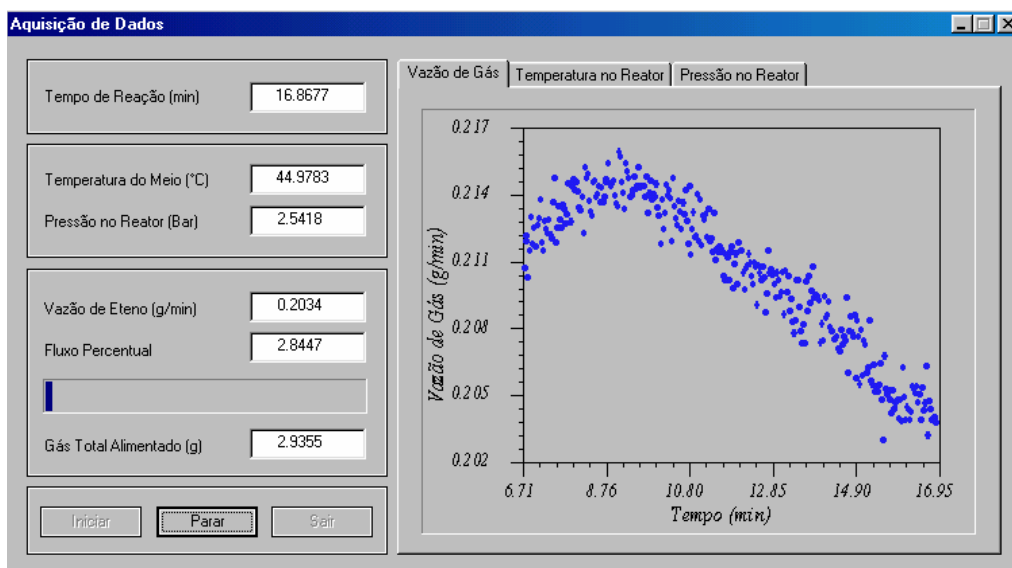 Aquisição de Dados
Tempo de Reação (min) 16.8677
Temperatura do Meio (°C) 44.9783
Pressão no Reator (Bar) 2.5418
Vazão de Eteno (g/min) 0.2034
Fluxo Percentual 2.8447
Gás Total Alimentado (g) 2.9355
Iniciar Parar Sair
Vazão de Gás Temperatura no Reator Pressão no Reator
0.217
0.214
0.211
0.208
0.205
0.202
Vazão de Gás (g/min)
6.71 8.76 10.80 12.85 14.90 16.95
Tempo (min)